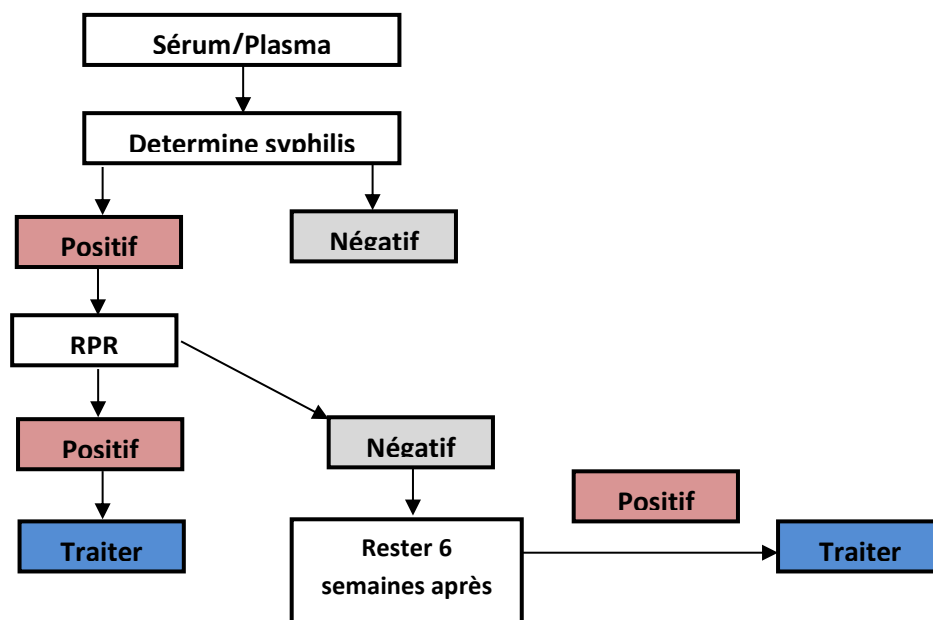 Sérum/Plasma
Determine syphilis
Positif
Négatif
RPR
Positif
Négatif
Positif
Traiter
Rester 6
semaines après
Traiter